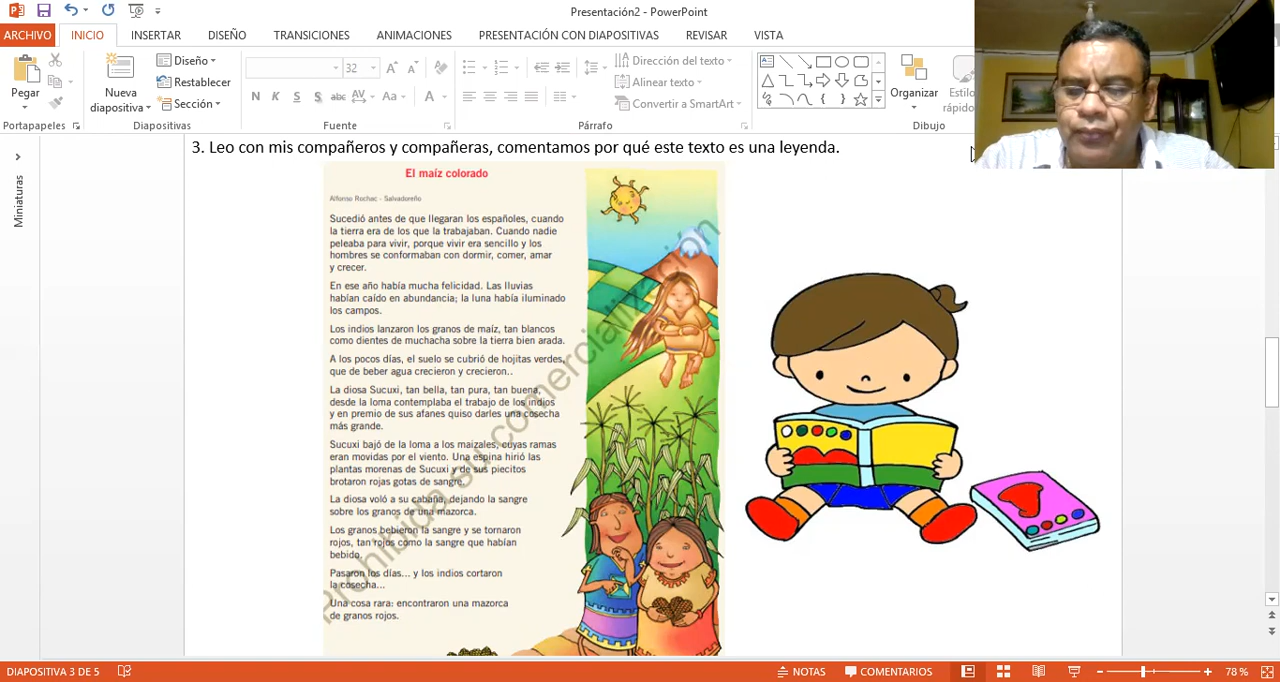 Presentación2 - PowerPoint
ARCHIVO INICIO INSERTAR DISEÑO TRANSICIONES ANIMACIONES PRESENTACIÓN CON DIAPOSITIVAS REVISAR VISTA
Pegar
Nueva
diapositiva
Diseño
Restablecer
Sección
32
N K S S abc AV Aa A
Dirección del texto
Alinear texto
Convertir a SmartArt
Organizar
Estilo
rápido
Portapapeles Diapositivas Fuente Párrafo Dibujo
Miniaturas
3. Leo con mis compañeros y compañeras, comentamos por qué este texto es una leyenda.
El maíz colorado
Alfonso Rochac - Salvadoreño
Sucedió antes de que llegaran los españoles, cuando
la tierra era de los que la trabajaban. Cuando nadie
peleaba para vivir, porque vivir era sencillo y los
hombres se conformaban con dormir, comer, amar
y crecer.
En ese año había mucha felicidad. Las lluvias
habían caído en abundancia; la luna había iluminado
los campos.
Los indios lanzaron los granos de maíz, tan blancos
como dientes de muchacha sobre la tierra bien arada.
A los pocos días, el suelo se cubrió de hojitas verdes,
que de beber agua crecieron y crecieron..
La diosa Sucuxi, tan bella, tan pura, tan buena,
desde la loma contemplaba el trabajo de los indios
y en premio de sus afanes quiso darles una cosecha
más grande.
Sucuxi bajó de la loma a los maizales, cuyas ramas
eran movidas por el viento. Una espina hirió las
plantas morenas de Sucuxi y de sus piecitos
brotaron rojas gotas de sangre.
La diosa voló a su cabaña, dejando la sangre
sobre los granos de una mazorca.
Los granos bebieron la sangre y se tornaron
rojos, tan rojos como la sangre que habían
bebido.
Pasaron los días... y los indios cortaron
la cosecha...
Una cosa rara: encontraron una mazorca
de granos rojos.
prohibida su comercialización
DIAPOSITIVA 3 DE 5 NOTAS COMENTARIOS 78 %